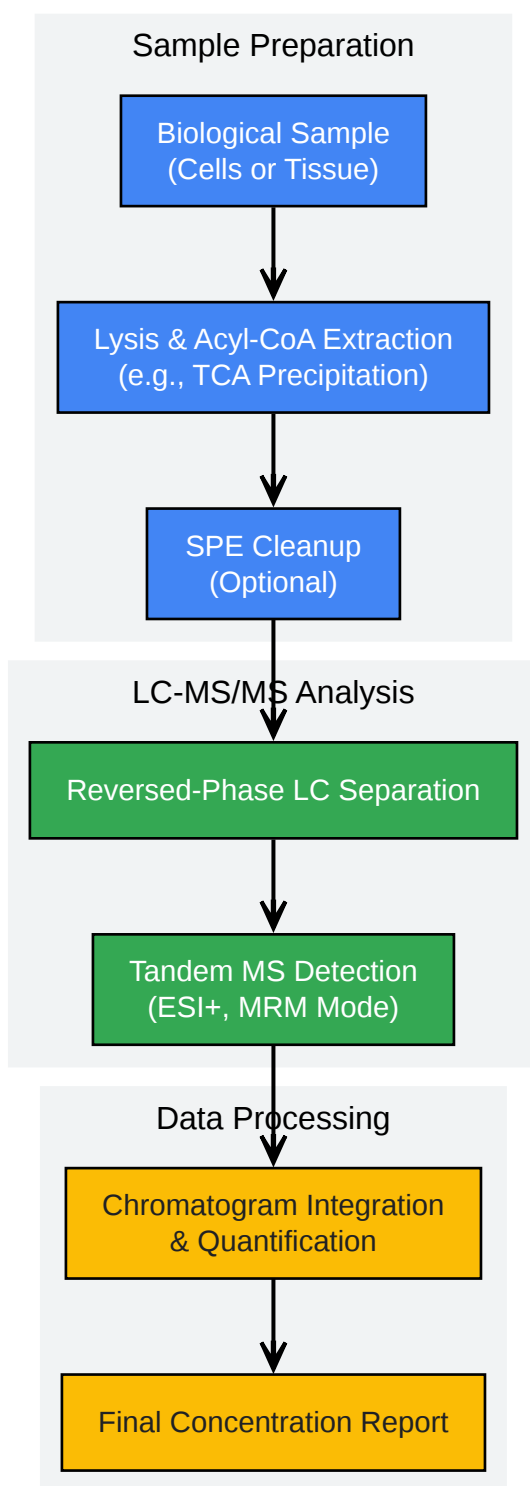 Sample Preparation
Biological Sample
(Cells or Tissue)
Lysis & Acyl-CoA Extraction
(e.g., TCA Precipitation)
SPE Cleanup
(Optional)
LC-MS/MS Analysis
Reversed-Phase LC Separation
Tandem MS Detection
(ESI+, MRM Mode)
Data Processing
Chromatogram Integration
& Quantification
Final Concentration Report